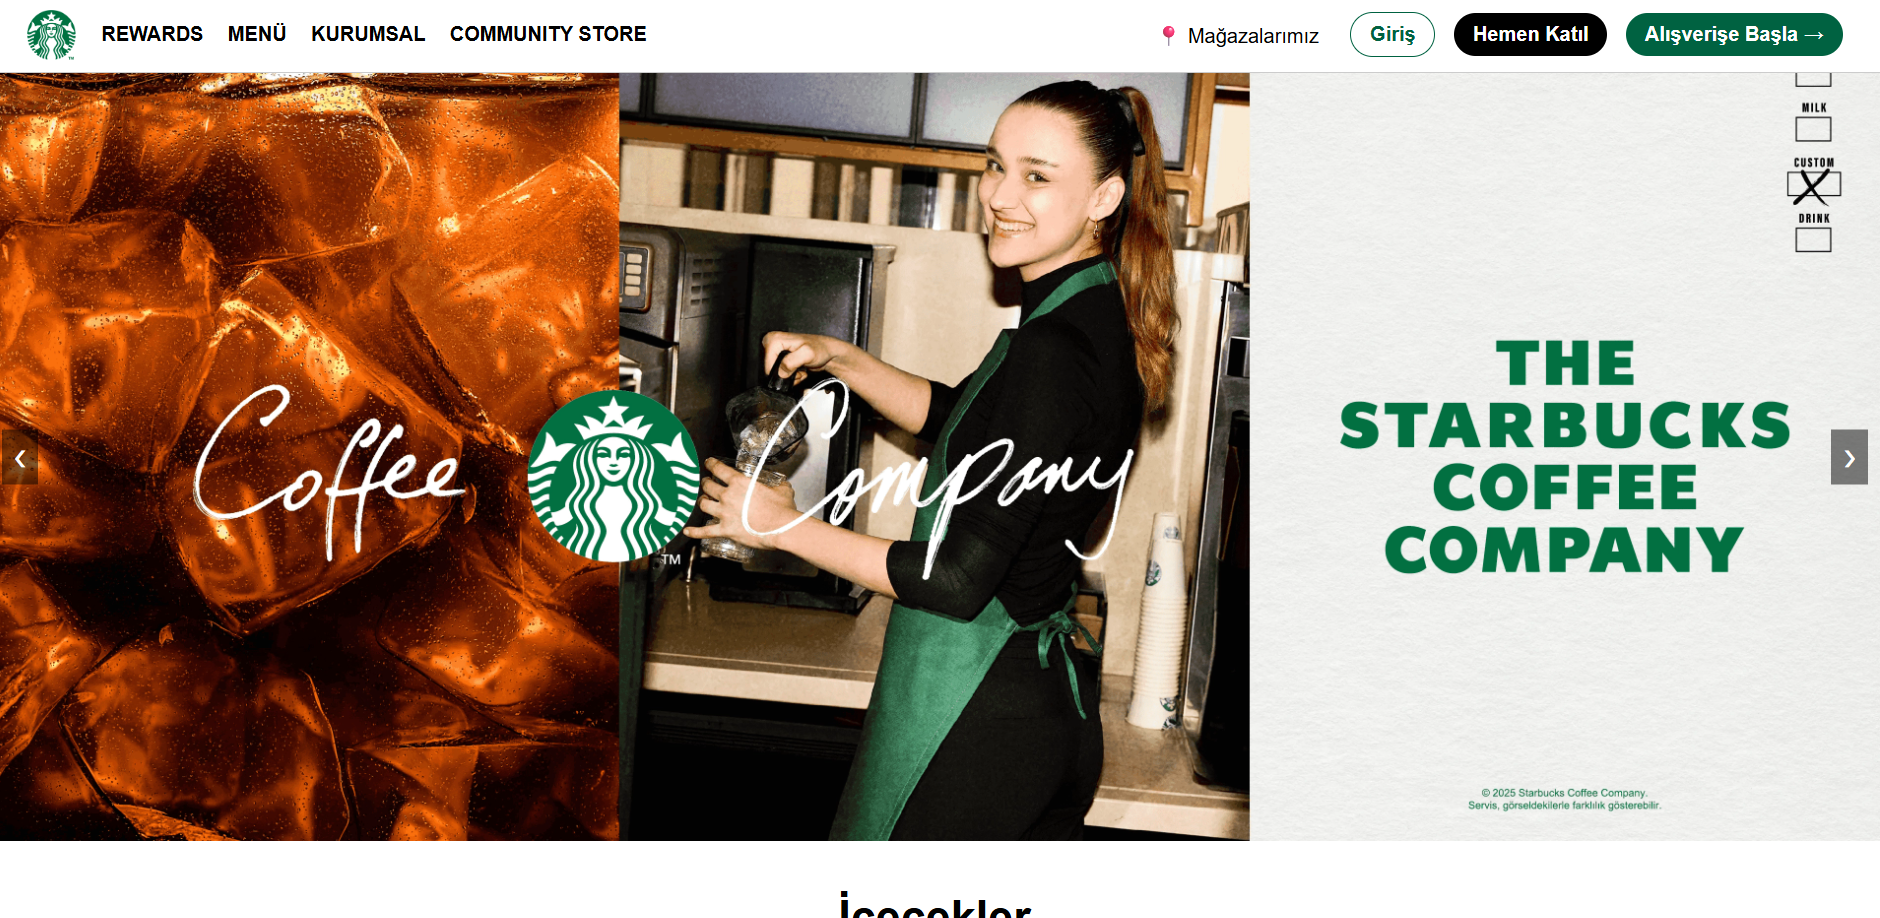 REWARDS MENÜ KURUMSAL COMMUNITY STORE
Mağazalarımız Giriş Hemen Katıl Alışverişe Başla →
MILK
CUSTOM
DRINK
Coffee Company
TM
THE
STARBUCKS
COFFEE
COMPANY
© 2025 Starbucks Coffee Company.
Servis, görseldekilerle farklılık gösterebilir.
İçecekler